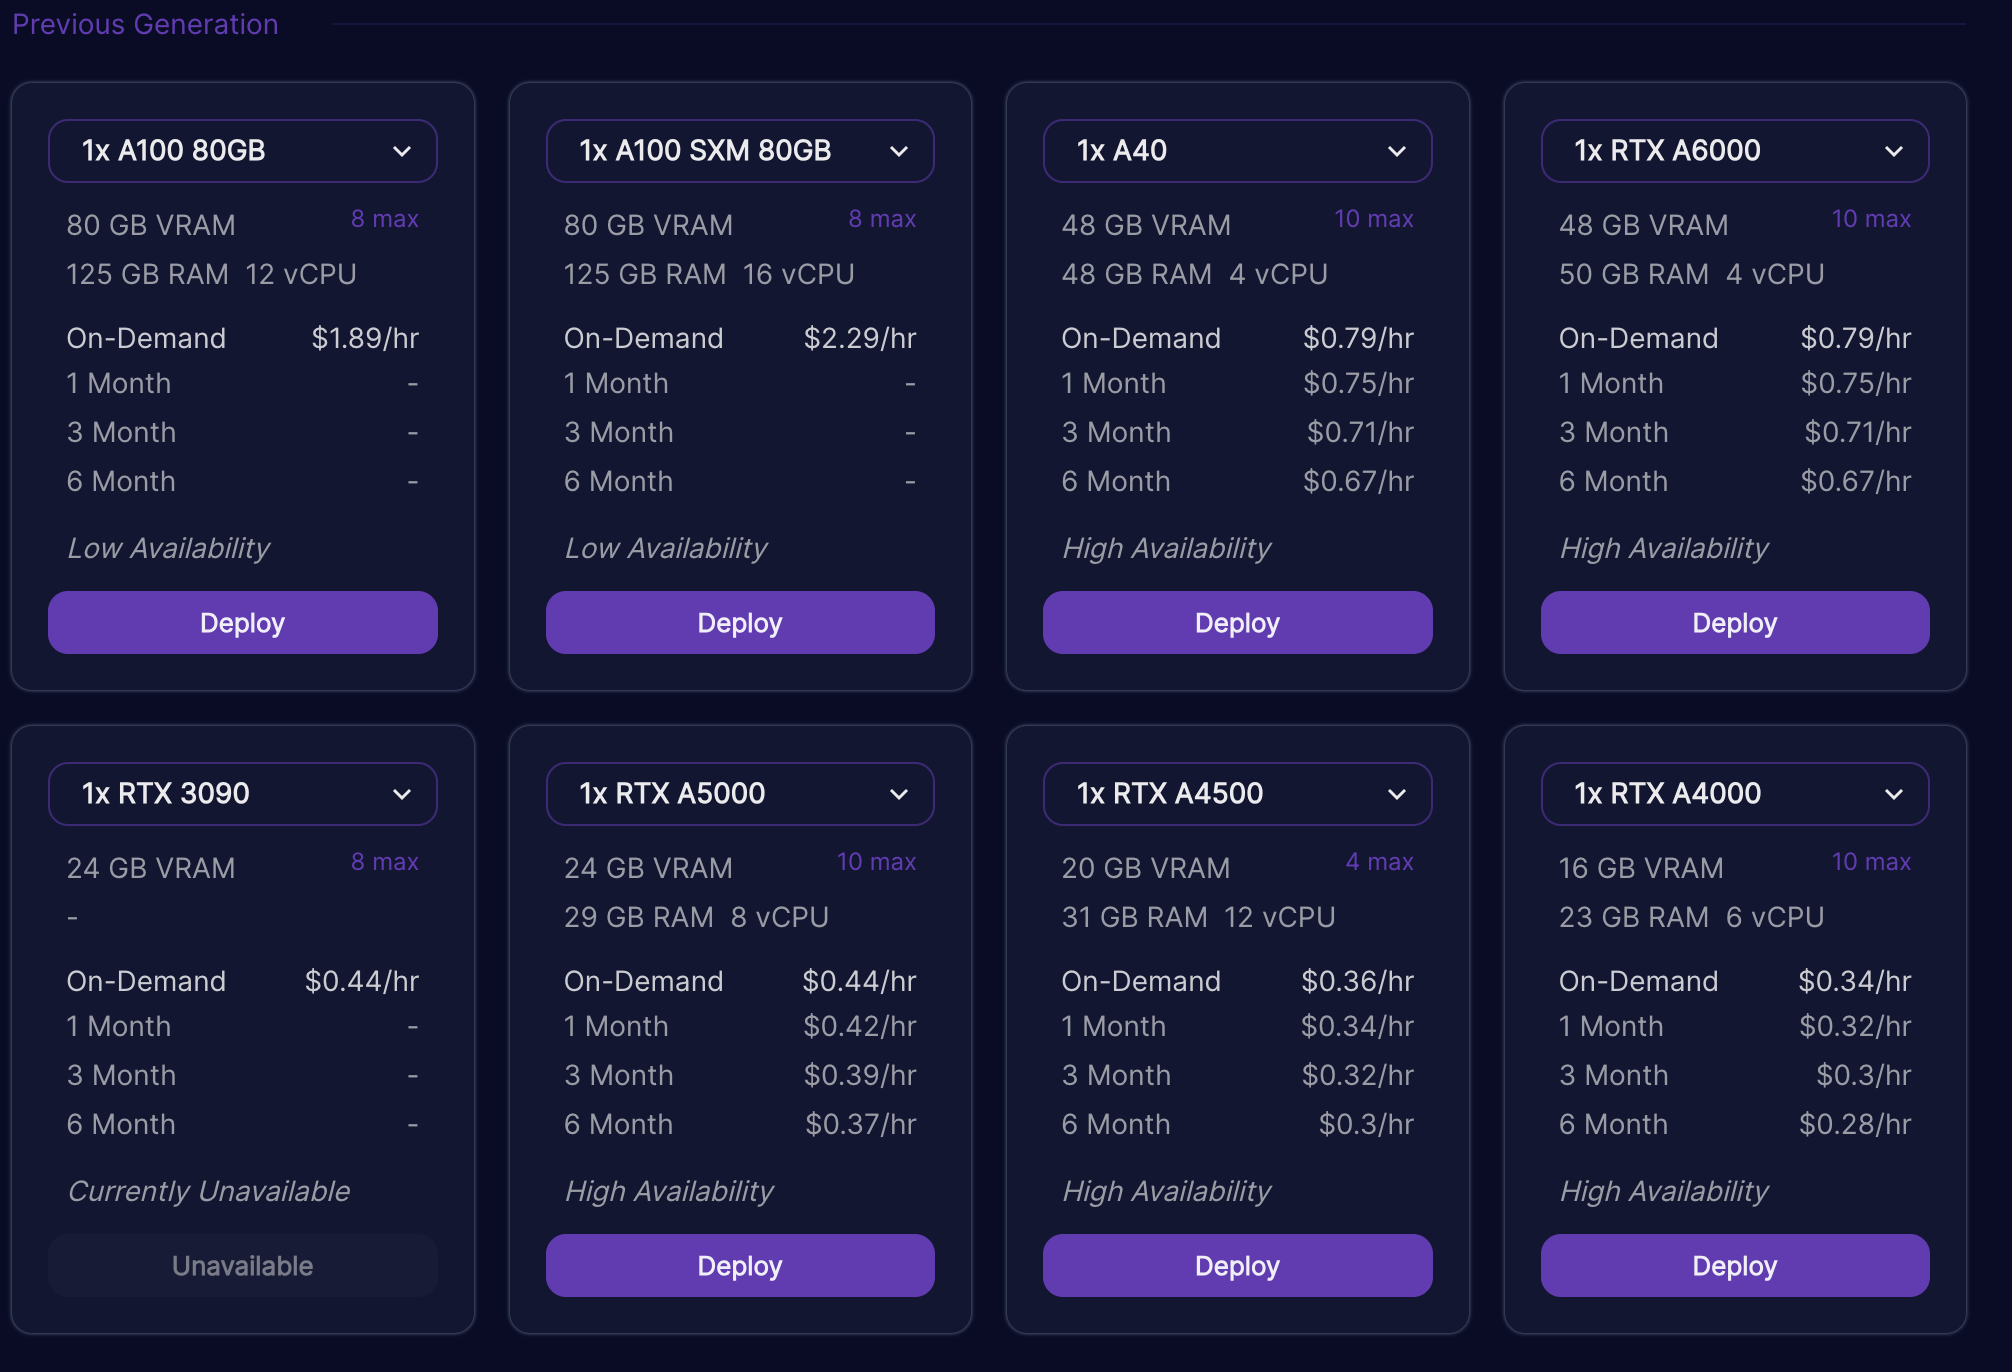 Previous Generation
1x A100 80GB
80 GB VRAM 8 max
125 GB RAM 12 vCPU
On-Demand $1.89/hr
1 Month -
3 Month -
6 Month -
Low Availability
Deploy
1x A100 SXM 80GB
80 GB VRAM 8 max
125 GB RAM 16 vCPU
On-Demand $2.29/hr
1 Month -
3 Month -
6 Month -
Low Availability
Deploy
1x A40
48 GB VRAM 10 max
48 GB RAM 4 vCPU
On-Demand $0.79/hr
1 Month $0.75/hr
3 Month $0.71/hr
6 Month $0.67/hr
High Availability
Deploy
1x RTX A6000
48 GB VRAM 10 max
50 GB RAM 4 vCPU
On-Demand $0.79/hr
1 Month $0.75/hr
3 Month $0.71/hr
6 Month $0.67/hr
High Availability
Deploy
1x RTX 3090
24 GB VRAM 8 max
-
On-Demand $0.44/hr
1 Month -
3 Month -
6 Month -
Currently Unavailable
Unavailable
1x RTX A5000
24 GB VRAM 10 max
29 GB RAM 8 vCPU
On-Demand $0.44/hr
1 Month $0.42/hr
3 Month $0.39/hr
6 Month $0.37/hr
High Availability
Deploy
1x RTX A4500
20 GB VRAM 4 max
31 GB RAM 12 vCPU
On-Demand $0.36/hr
1 Month $0.34/hr
3 Month $0.32/hr
6 Month $0.3/hr
High Availability
Deploy
1x RTX A4000
16 GB VRAM 10 max
23 GB RAM 6 vCPU
On-Demand $0.34/hr
1 Month $0.32/hr
3 Month $0.3/hr
6 Month $0.28/hr
High Availability
Deploy